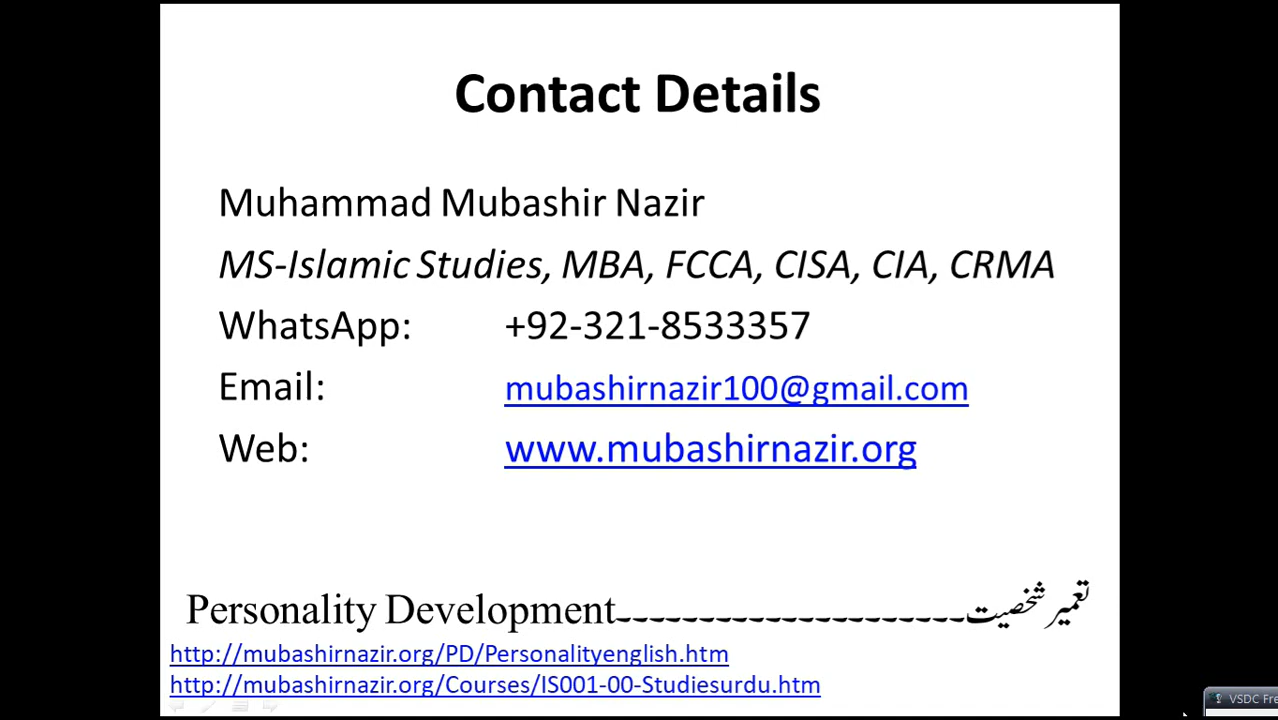 Contact Details
Muhammad Mubashir Nazir
MS-Islamic Studies, MBA, FCCA, CISA, CIA, CRMA
WhatsApp: +92-321-8533357
Email: mubashirnazir100@gmail.com
Web: www.mubashirnazir.org
Personality Development---------------------تعمیر شخصیت
http://mubashirnazir.org/PD/Personalityenglish.htm
http://mubashirnazir.org/Courses/IS001-00-Studiesurdu.htm
VSDC Fre